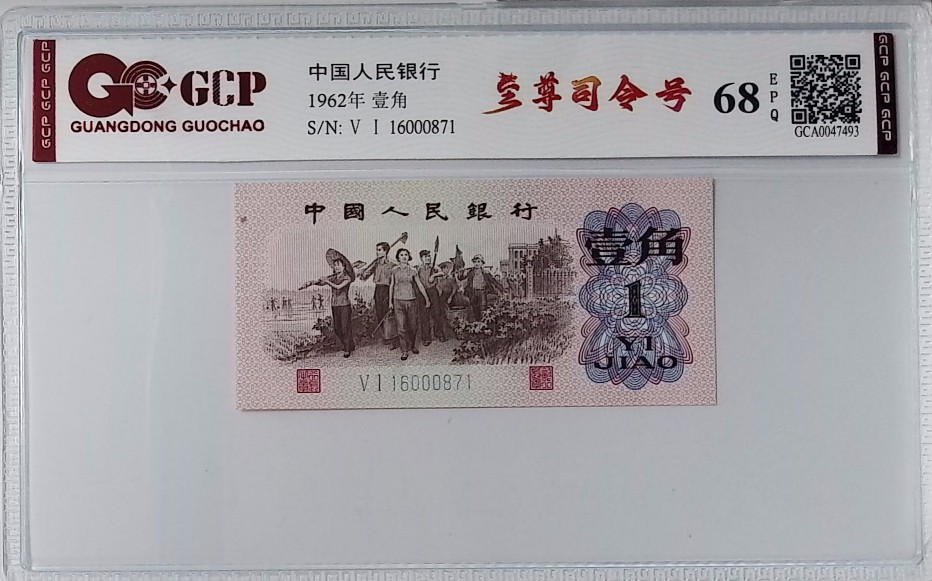 GCP GCP GCP
GCP
GUANGDONG GUOCHAO
中国人民银行
1962年 壹角
S/N: V I 16000871
至尊司令号
68
EPQ
GCA0047493
GCP GCP GCP
中國人民銀行
壹角
1
YI
JIAO
V I 16000871